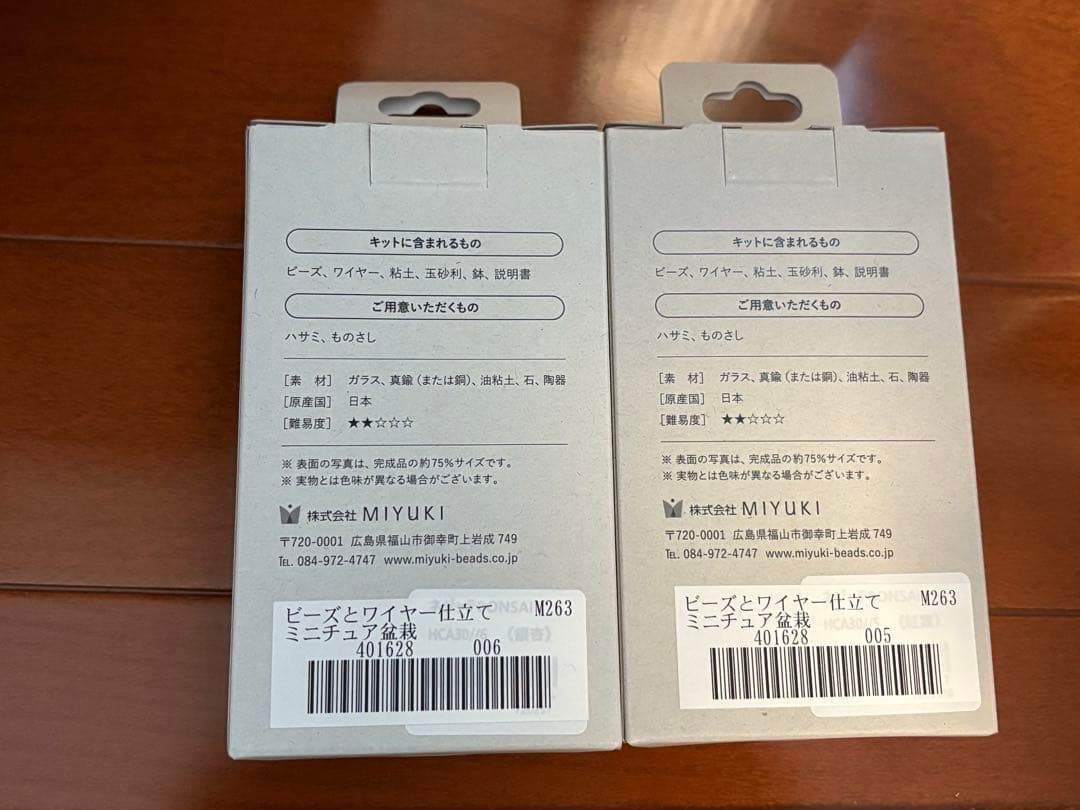 キットに含まれるもの
ビーズ、ワイヤー、粘土、玉砂利、鉢、説明書
ご用意いただくもの
ハサミ、ものさし
［素　材］ ガラス、真鍮（または銅）、油粘土、石、陶器
［原産国］ 日本
［難易度］ ★★☆☆☆
※ 表面の写真は、完成品の約75%サイズです。
※ 実物とは色味が異なる場合がございます。
株式会社 MIYUKI
〒720-0001 広島県福山市御幸町上岩成 749
TEL. 084-972-4747 www.miyuki-beads.co.jp
ビーズとワイヤー仕立て M263
ミニチュア盆栽
401628 006
キットに含まれるもの
ビーズ、ワイヤー、粘土、玉砂利、鉢、説明書
ご用意いただくもの
ハサミ、ものさし
［素　材］ ガラス、真鍮（または銅）、油粘土、石、陶器
［原産国］ 日本
［難易度］ ★★☆☆☆
※ 表面の写真は、完成品の約75%サイズです。
※ 実物とは色味が異なる場合がございます。
株式会社 MIYUKI
〒720-0001 広島県福山市御幸町上岩成 749
TEL. 084-972-4747 www.miyuki-beads.co.jp
ビーズとワイヤー仕立て M263
ミニチュア盆栽
401628 005